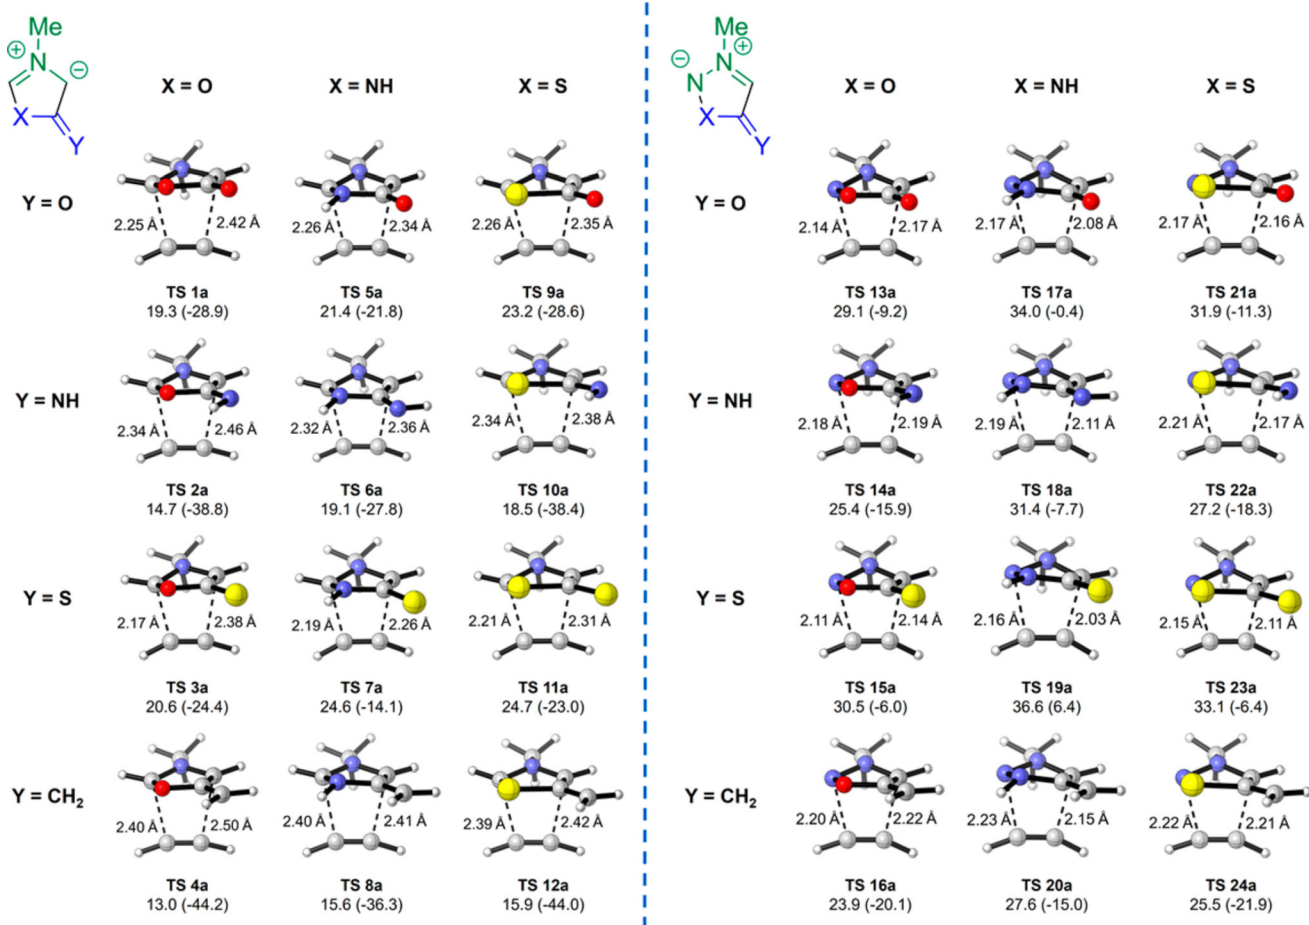 Me
⊕
N
⊖
X
Y
X = O
X = NH
X = S
Me
⊖
⊕
N
N
X
Y
X = O
X = NH
X = S
Y = O
2.25 Å
2.42 Å
2.26 Å
2.34 Å
2.26 Å
2.35 Å
Y = O
2.14 Å
2.17 Å
2.17 Å
2.08 Å
2.17 Å
2.16 Å
TS 1a
19.3 (-28.9)
TS 5a
21.4 (-21.8)
TS 9a
23.2 (-28.6)
TS 13a
29.1 (-9.2)
TS 17a
34.0 (-0.4)
TS 21a
31.9 (-11.3)
Y = NH
2.34 Å
2.46 Å
2.32 Å
2.36 Å
2.34 Å
2.38 Å
Y = NH
2.18 Å
2.19 Å
2.19 Å
2.11 Å
2.21 Å
2.17 Å
TS 2a
14.7 (-38.8)
TS 6a
19.1 (-27.8)
TS 10a
18.5 (-38.4)
TS 14a
25.4 (-15.9)
TS 18a
31.4 (-7.7)
TS 22a
27.2 (-18.3)
Y = S
2.17 Å
2.38 Å
2.19 Å
2.26 Å
2.21 Å
2.31 Å
Y = S
2.11 Å
2.14 Å
2.16 Å
2.03 Å
2.15 Å
2.11 Å
TS 3a
20.6 (-24.4)
TS 7a
24.6 (-14.1)
TS 11a
24.7 (-23.0)
TS 15a
30.5 (-6.0)
TS 19a
36.6 (6.4)
TS 23a
33.1 (-6.4)
Y = CH₂
2.40 Å
2.50 Å
2.40 Å
2.41 Å
2.39 Å
2.42 Å
Y = CH₂
2.20 Å
2.22 Å
2.23 Å
2.15 Å
2.22 Å
2.21 Å
TS 4a
13.0 (-44.2)
TS 8a
15.6 (-36.3)
TS 12a
15.9 (-44.0)
TS 16a
23.9 (-20.1)
TS 20a
27.6 (-15.0)
TS 24a
25.5 (-21.9)